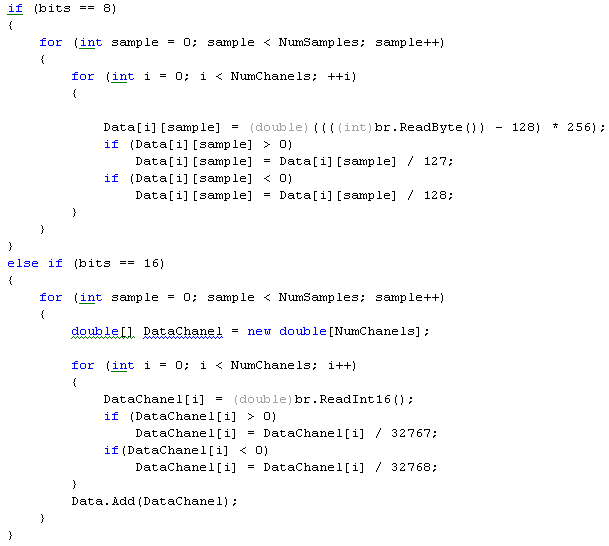 if (bits == 8)
{
    for (int sample = 0; sample < NumSamples; sample++)
    {
        for (int i = 0; i < NumChanels; ++i)
        {

            Data[i][sample] = (double)((((int)br.ReadByte()) - 128) * 256);
            if (Data[i][sample] > 0)
                Data[i][sample] = Data[i][sample] / 127;
            if (Data[i][sample] < 0)
                Data[i][sample] = Data[i][sample] / 128;
        }
    }
}
else if (bits == 16)
{
    for (int sample = 0; sample < NumSamples; sample++)
    {
        double[] DataChanel = new double[NumChanels];

        for (int i = 0; i < NumChanels; i++)
        {
            DataChanel[i] = (double)br.ReadInt16();
            if (DataChanel[i] > 0)
                DataChanel[i] = DataChanel[i] / 32767;
            if(DataChanel[i] < 0)
                DataChanel[i] = DataChanel[i] / 32768;
        }
        Data.Add(DataChanel);
    }
}